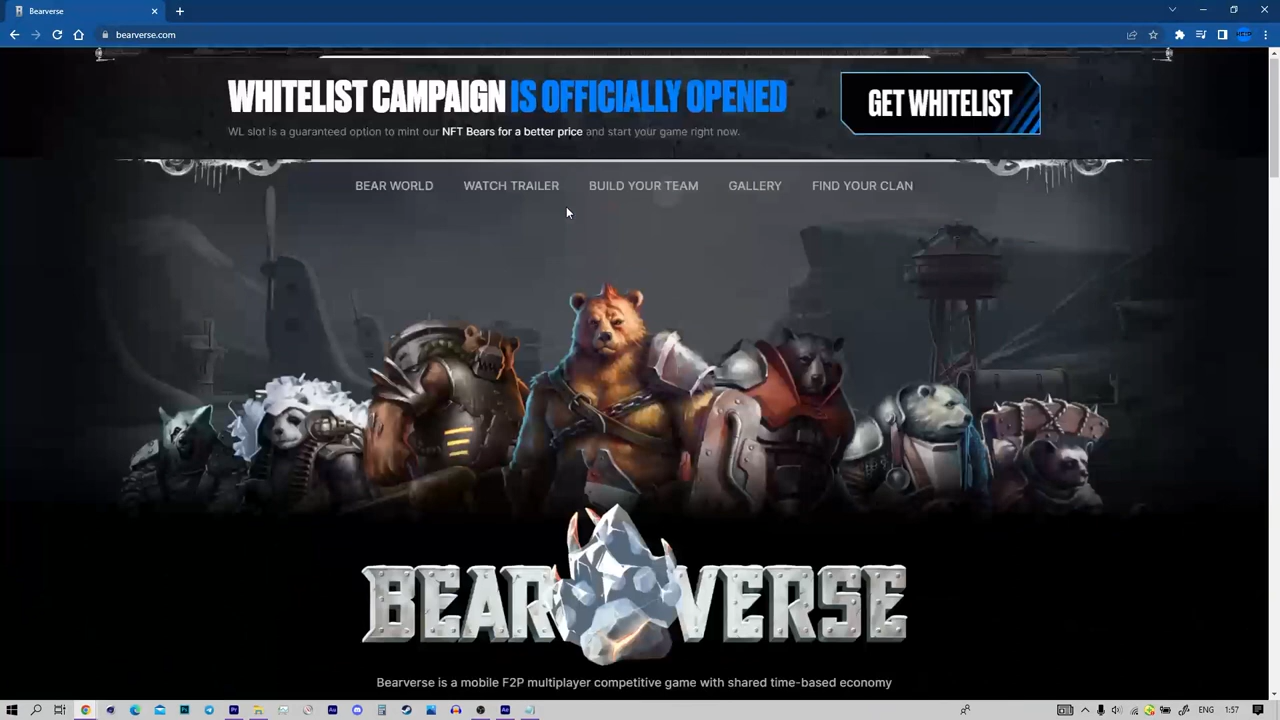 Bearverse
bearverse.com
WHITELIST CAMPAIGN IS OFFICIALLY OPENED
WL slot is a guaranteed option to mint our NFT Bears for a better price and start your game right now.
GET WHITELIST
BEAR WORLD
WATCH TRAILER
BUILD YOUR TEAM
GALLERY
FIND YOUR CLAN
BEARVERSE
Bearverse is a mobile F2P multiplayer competitive game with shared time-based economy
ENG
1:57